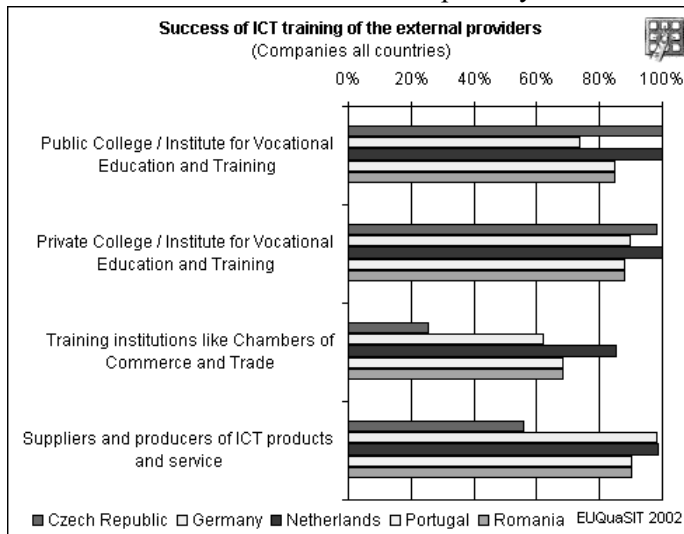 Success of ICT training of the external providers
(Companies all countries)
0% 20% 40% 60% 80% 100%
Public College / Institute for Vocational
Education and Training
Private College / Institute for Vocational
Education and Training
Training institutions like Chambers of
Commerce and Trade
Suppliers and producers of ICT products
and service
Czech Republic Germany Netherlands Portugal Romania EUQuaSIT 2002